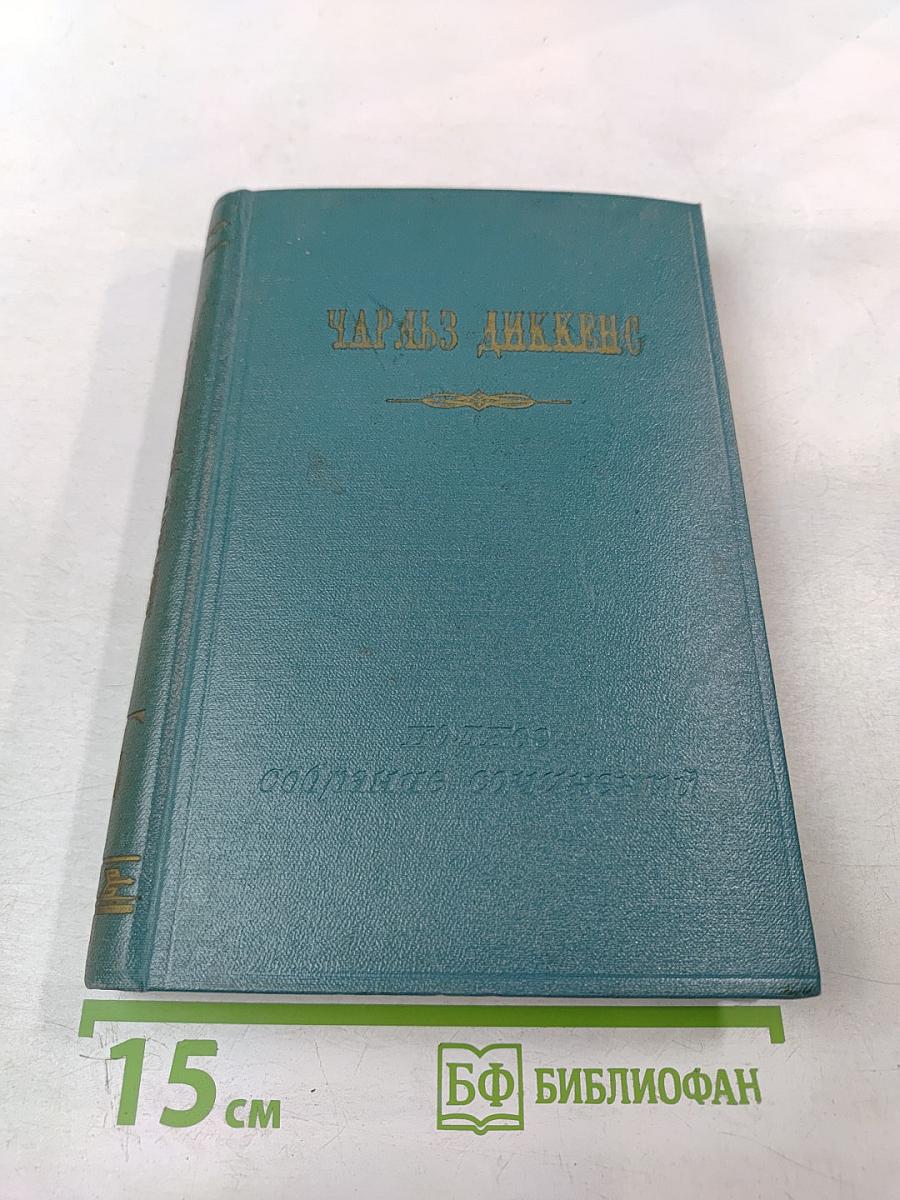 ЧАРЛЬЗ ДИККЕНС
собрание сочинений
15 см
БФ БИБЛИОФАН